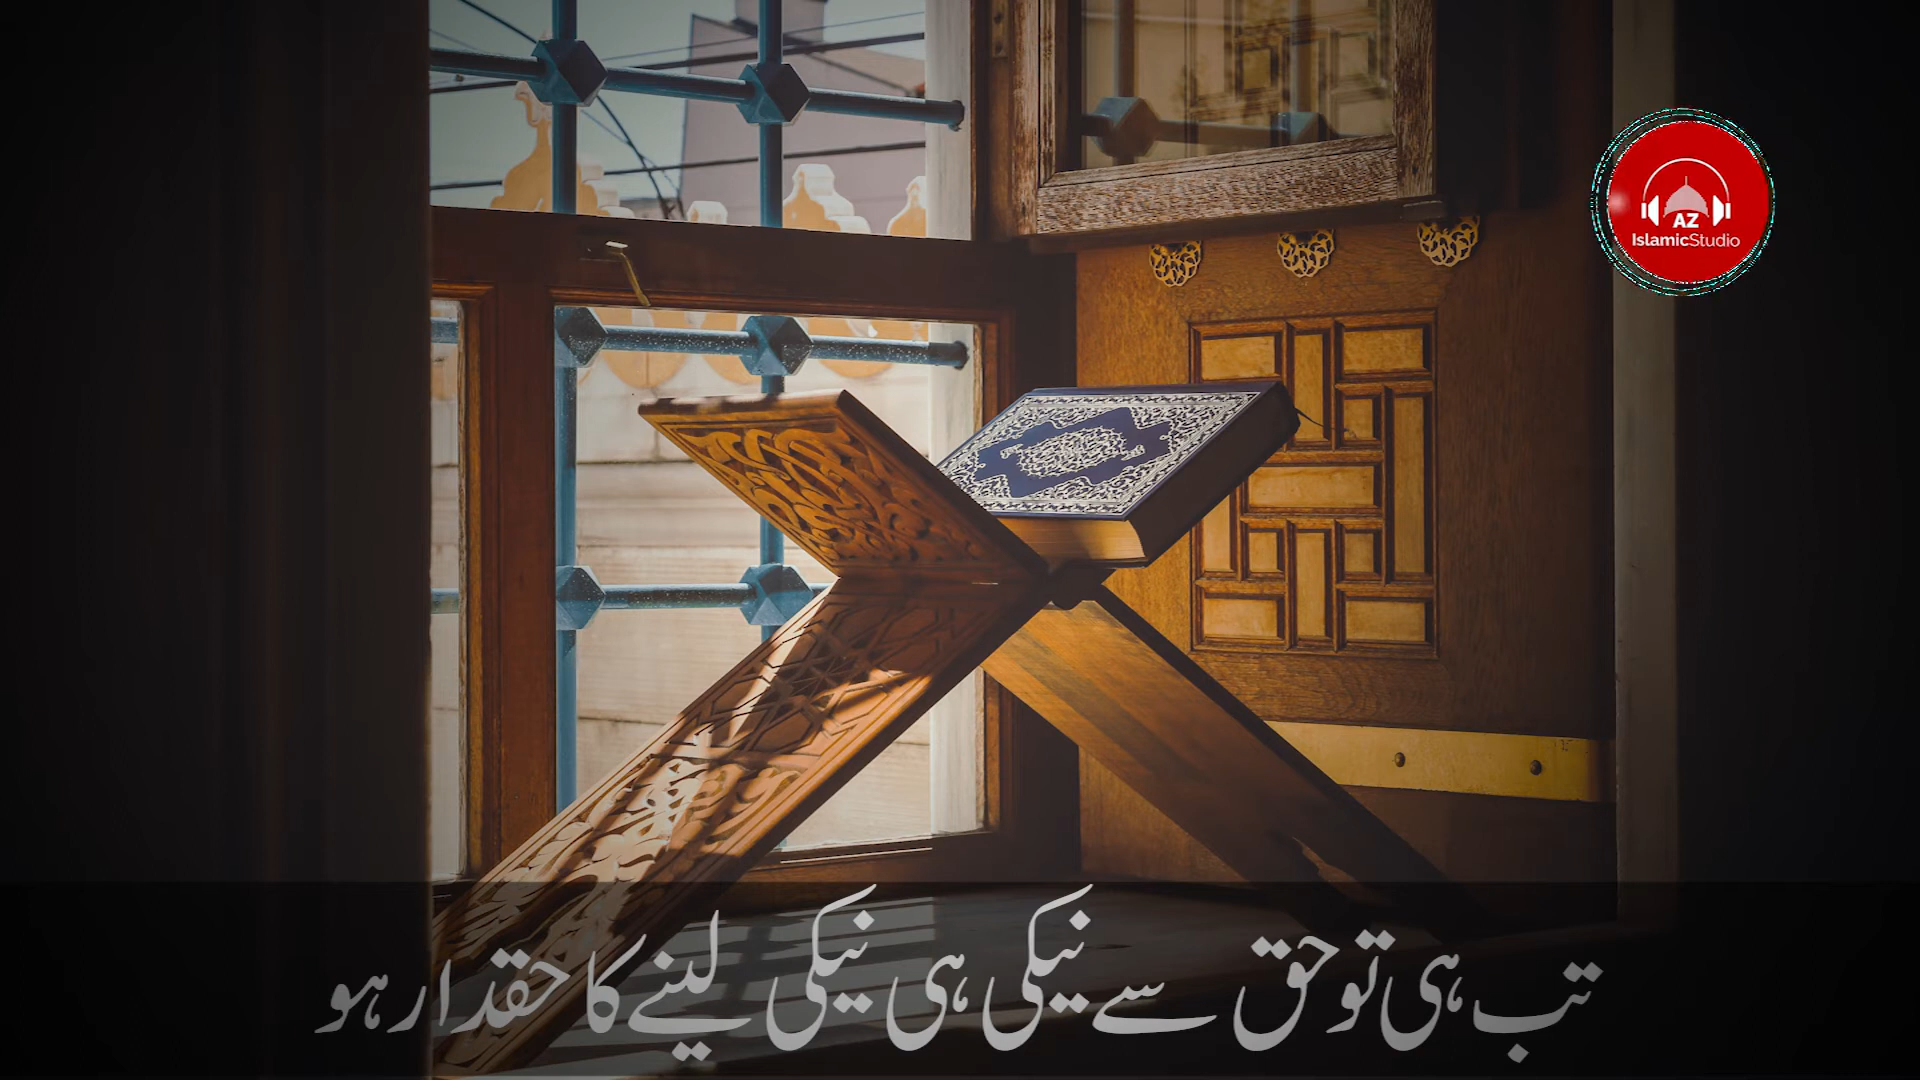 AZ
IslamicStudio
تب ہی تو حق سے نیکی ہی نیکی لینے کا حقدار ہو